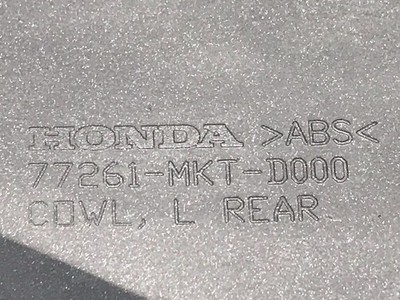 HONDA >ABS<
77261-MKT-D000
COWL, L REAR